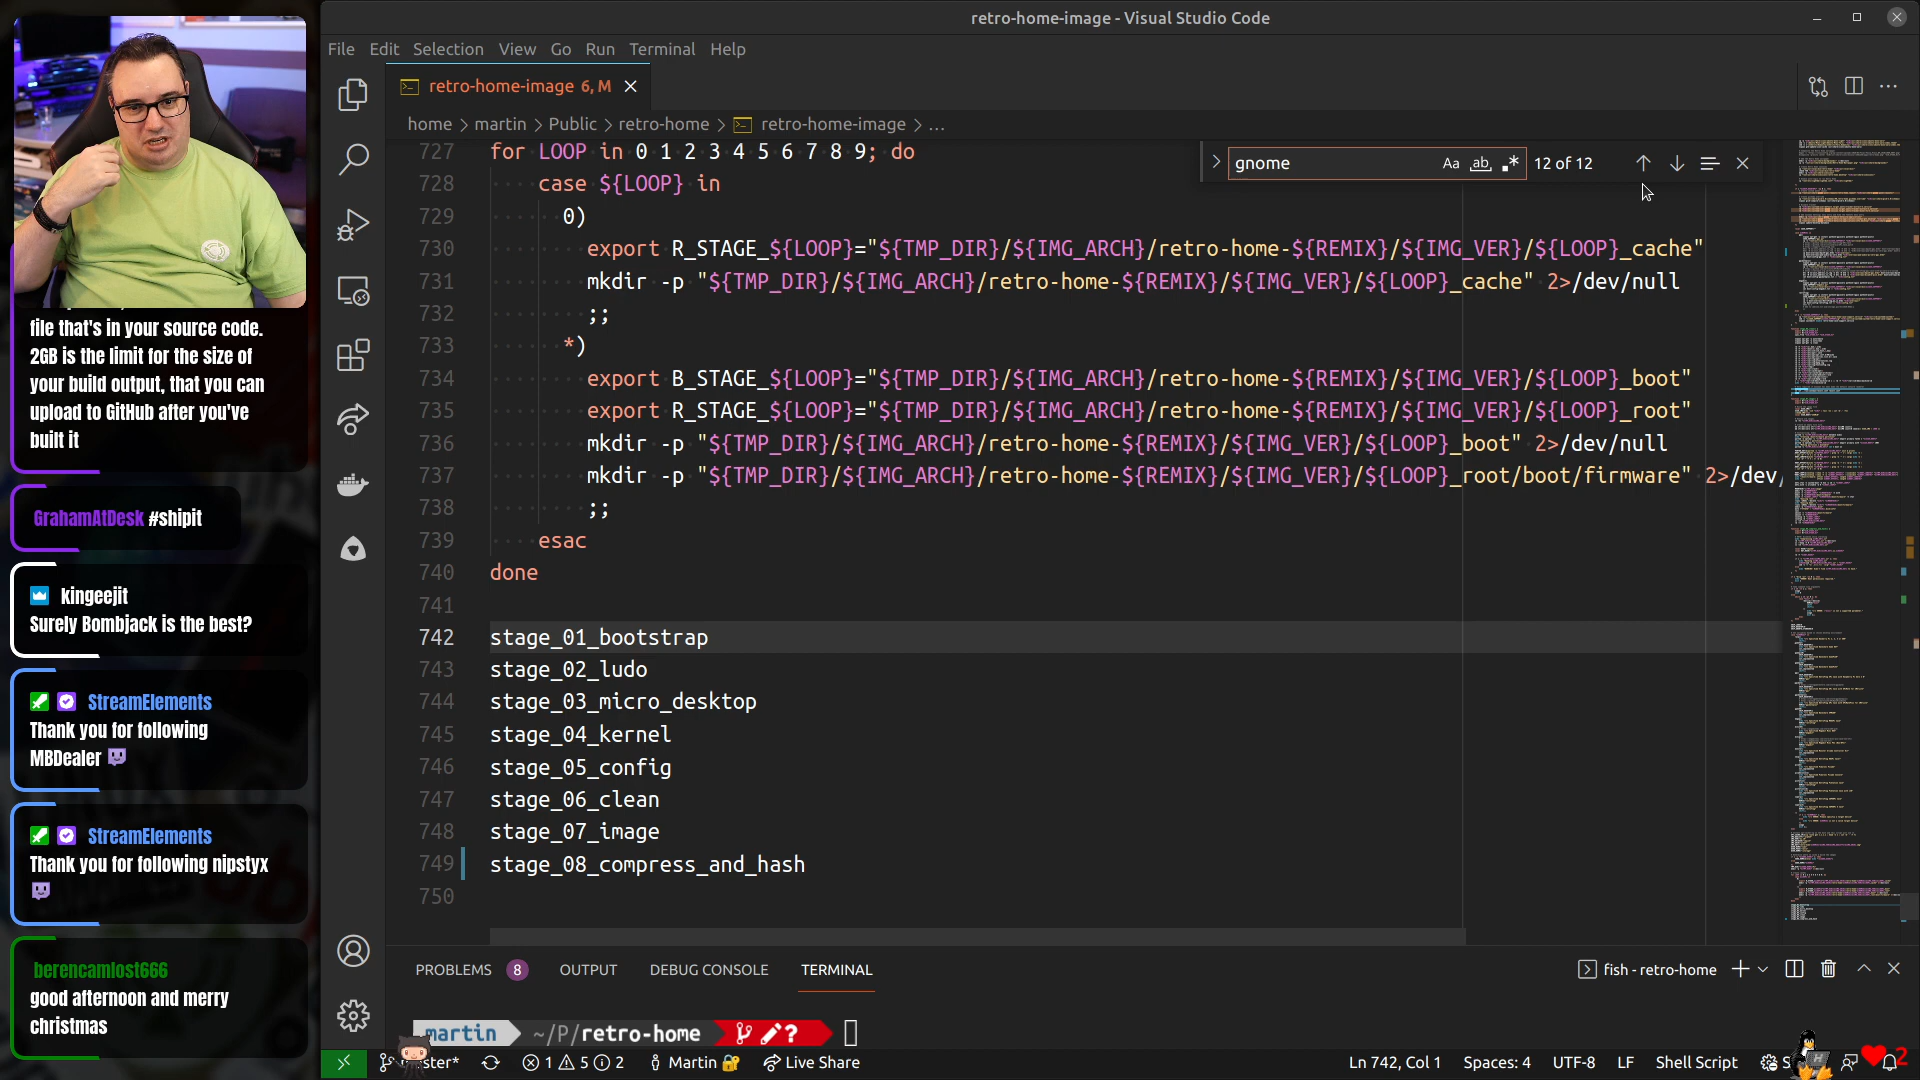 retro-home-image - Visual Studio Code
File Edit Selection View Go Run Terminal Help
retro-home-image 6, M
home > martin > Public > retro-home > retro-home-image > ...
gnome
Aa ab 12 of 12
727 for LOOP in 0 1 2 3 4 5 6 7 8 9; do
728 case ${LOOP} in
729 0)
730 export R_STAGE_${LOOP}="${TMP_DIR}/${IMG_ARCH}/retro-home-${REMIX}/${IMG_VER}/${LOOP}_cache"
731 mkdir -p "${TMP_DIR}/${IMG_ARCH}/retro-home-${REMIX}/${IMG_VER}/${LOOP}_cache" 2>/dev/null
732 ;;
733 *)
734 export B_STAGE_${LOOP}="${TMP_DIR}/${IMG_ARCH}/retro-home-${REMIX}/${IMG_VER}/${LOOP}_boot"
735 export R_STAGE_${LOOP}="${TMP_DIR}/${IMG_ARCH}/retro-home-${REMIX}/${IMG_VER}/${LOOP}_root"
736 mkdir -p "${TMP_DIR}/${IMG_ARCH}/retro-home-${REMIX}/${IMG_VER}/${LOOP}_boot" 2>/dev/null
737 mkdir -p "${TMP_DIR}/${IMG_ARCH}/retro-home-${REMIX}/${IMG_VER}/${LOOP}_root/boot/firmware" 2>/dev/
738 ;;
739 esac
740 done
741
742 stage_01_bootstrap
743 stage_02_ludo
744 stage_03_micro_desktop
745 stage_04_kernel
746 stage_05_config
747 stage_06_clean
748 stage_07_image
749 stage_08_compress_and_hash
750
PROBLEMS 8 OUTPUT DEBUG CONSOLE TERMINAL
fish - retro-home
martin ~/P/retro-home ?
ster* 1 5 2 Martin Live Share
Ln 742, Col 1 Spaces: 4 UTF-8 LF Shell Script
2
file that's in your source code.
2GB is the limit for the size of
your build output, that you can
upload to GitHub after you've
built it
GrahamAtDesk #shipit
kingeejit
Surely Bombjack is the best?
StreamElements
Thank you for following
MBDealer
StreamElements
Thank you for following nipstyx
berencamlost666
good afternoon and merry
christmas